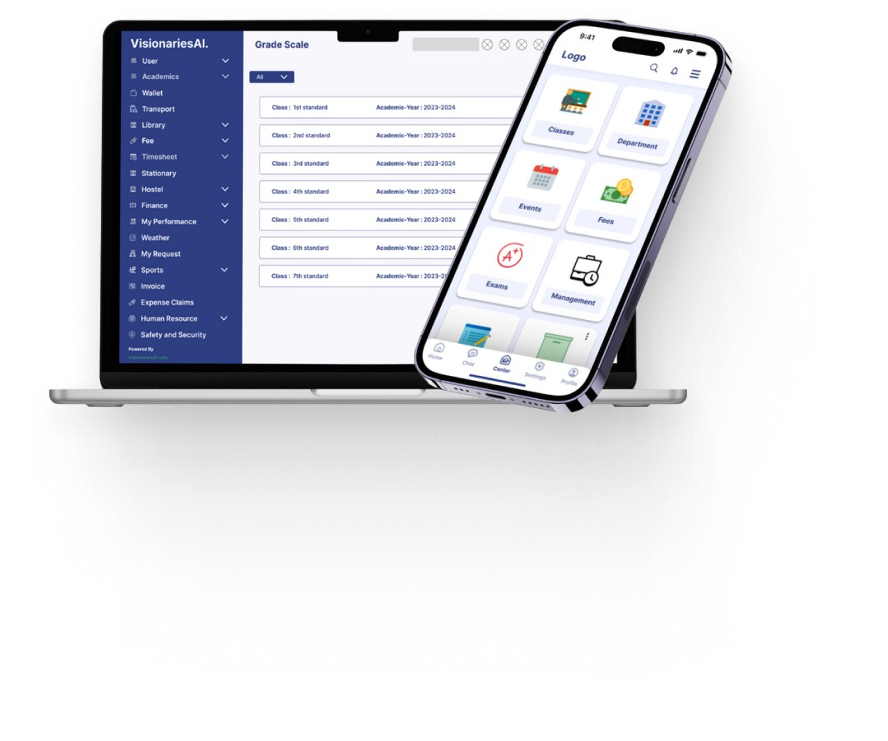 VisionariesAI.
User
Academics
Wallet
Transport
Library
Fee
Timesheet
Stationary
Hostel
Finance
My Performance
Weather
My Request
Sports
Invoice
Expense Claims
Human Resource
Safety and Security
Powered By
Grade Scale
All
Class : 1st standard Academic-Year : 2023-2024
Class : 2nd standard Academic-Year : 2023-2024
Class : 3rd standard Academic-Year : 2023-2024
Class : 4th standard Academic-Year : 2023-2024
Class : 5th standard Academic-Year : 2023-2024
Class : 6th standard Academic-Year : 2023-2024
Class : 7th standard Academic-Year : 2023-20
9:41
Logo
Classes
Department
Events
Fees
A+
Exams
Management
Home
Chat
Center
Settings
Profile